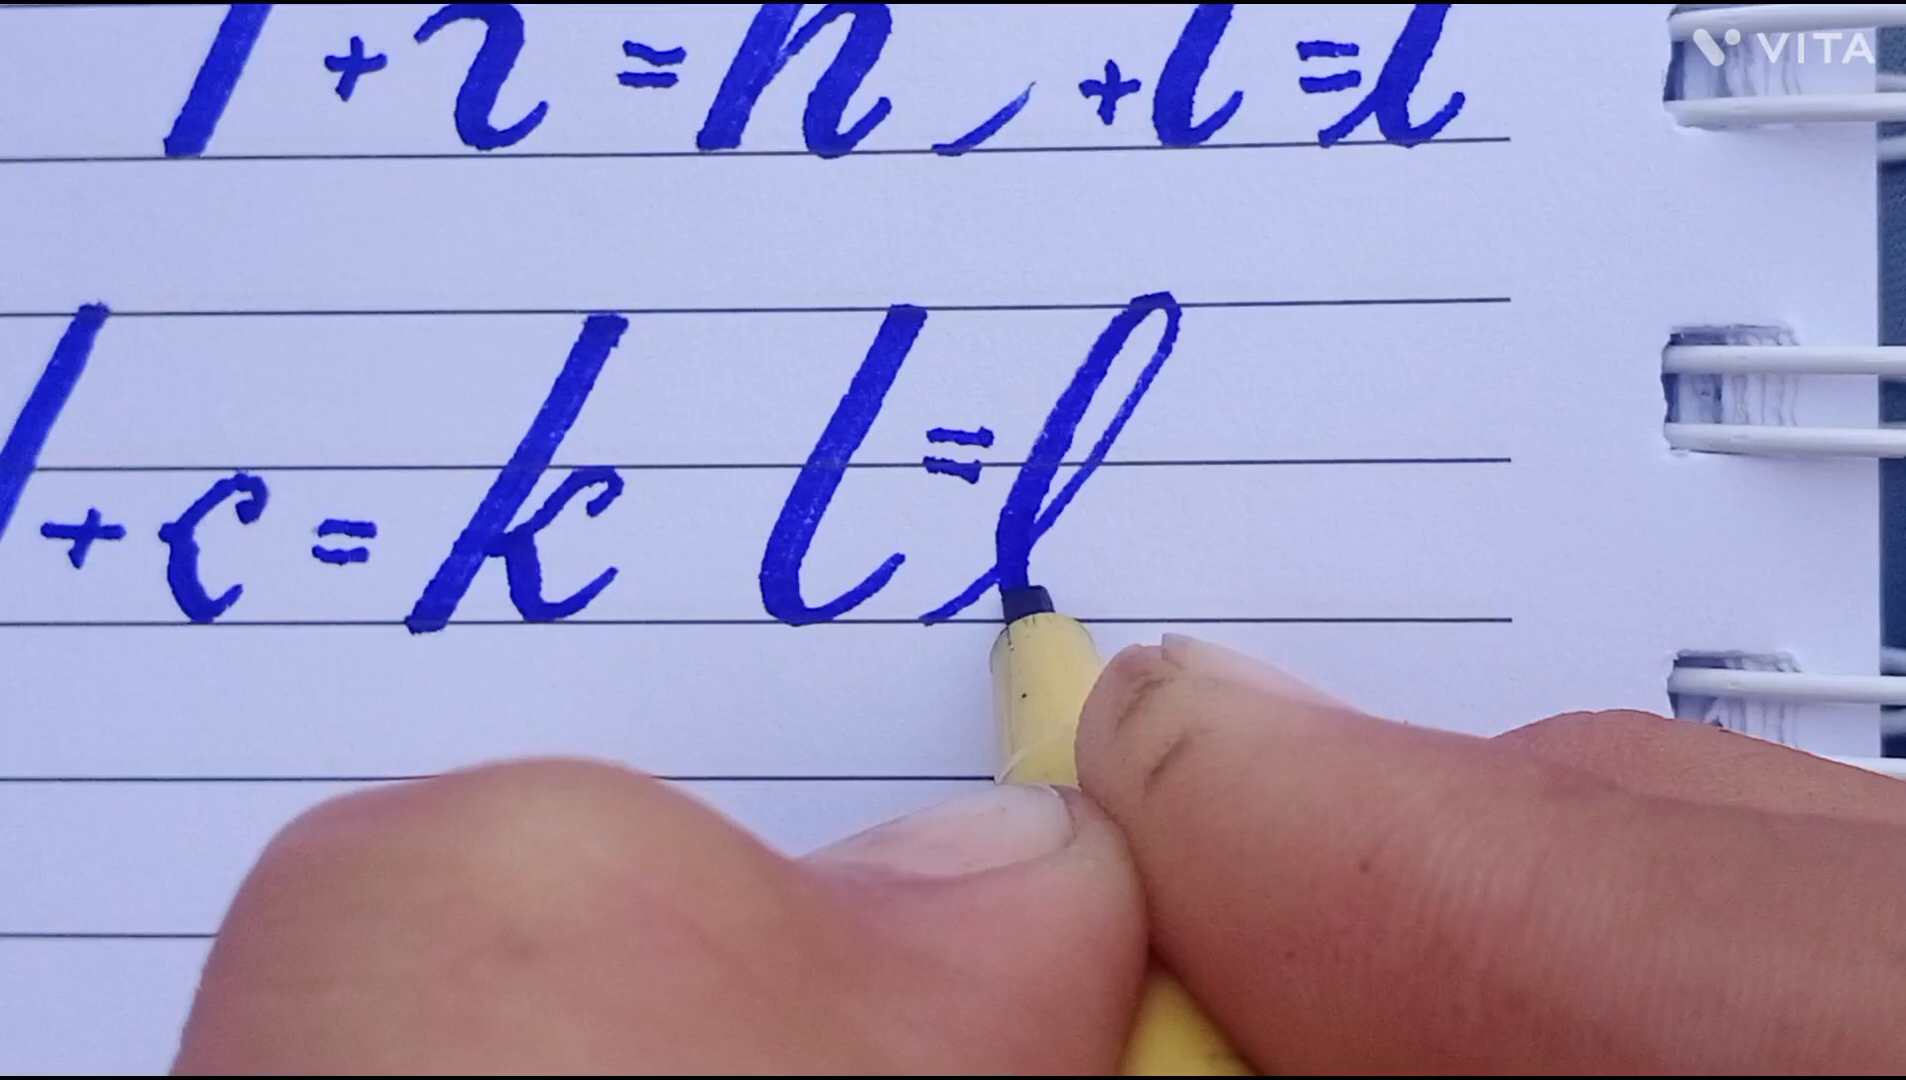 VITA
+ = h + l = l
l + c = k l = l